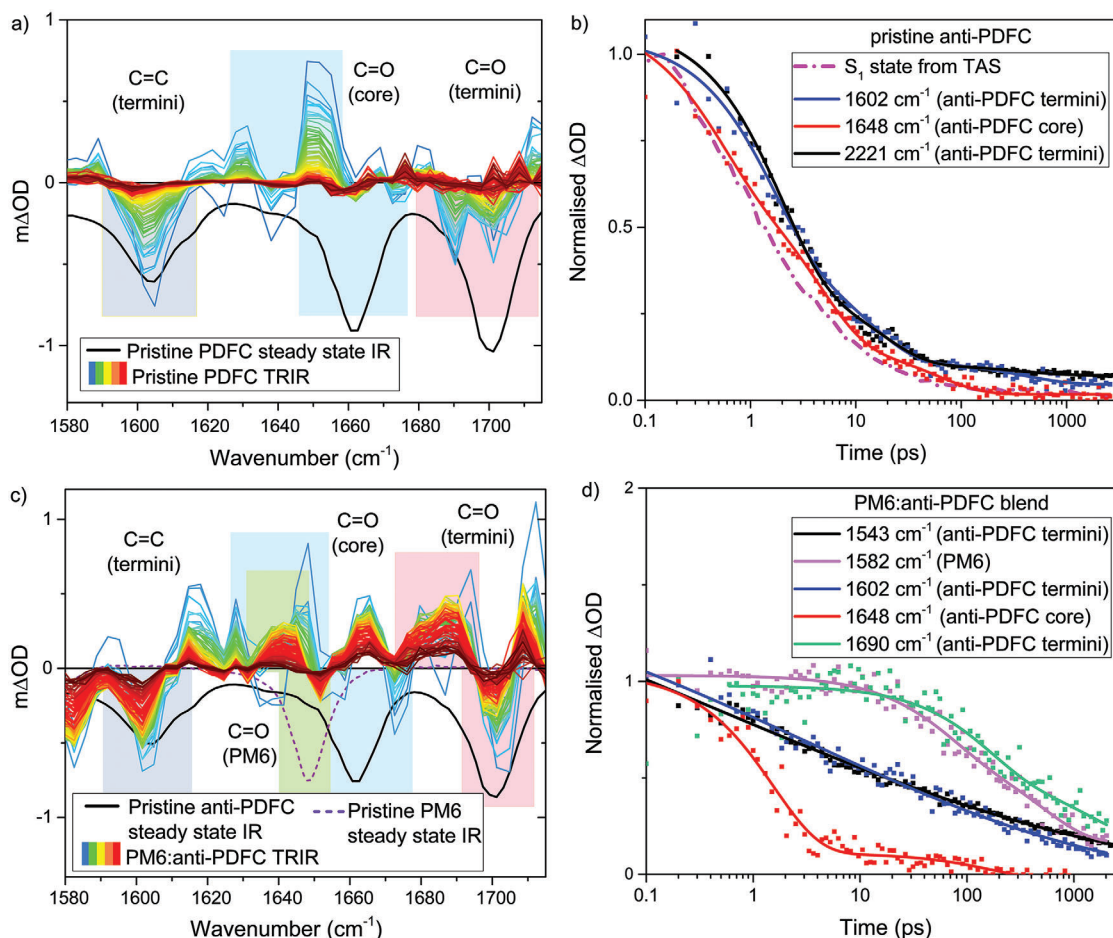 a)
1
0
-1
mΔOD
C=C
(termini)
C=O
(core)
C=O
(termini)
Pristine PDFC steady state IR
Pristine PDFC TRIR
1580 1600 1620 1640 1660 1680 1700
Wavenumber (cm⁻¹)
b)
1.0
0.5
0.0
Normalised ΔOD
pristine anti-PDFC
S₁ state from TAS
1602 cm⁻¹ (anti-PDFC termini)
1648 cm⁻¹ (anti-PDFC core)
2221 cm⁻¹ (anti-PDFC termini)
0.1 1 10 100 1000
Time (ps)
c)
1
0
-1
mΔOD
C=C
(termini)
C=O
(core)
C=O
(termini)
C=O
(PM6)
Pristine anti-PDFC
steady state IR
PM6:anti-PDFC TRIR
Pristine PM6
steady state IR
1580 1600 1620 1640 1660 1680 1700
Wavenumber (cm⁻¹)
d)
2
1
0
Normalised ΔOD
PM6:anti-PDFC blend
1543 cm⁻¹ (anti-PDFC termini)
1582 cm⁻¹ (PM6)
1602 cm⁻¹ (anti-PDFC termini)
1648 cm⁻¹ (anti-PDFC core)
1690 cm⁻¹ (anti-PDFC termini)
0.1 1 10 100 1000
Time (ps)